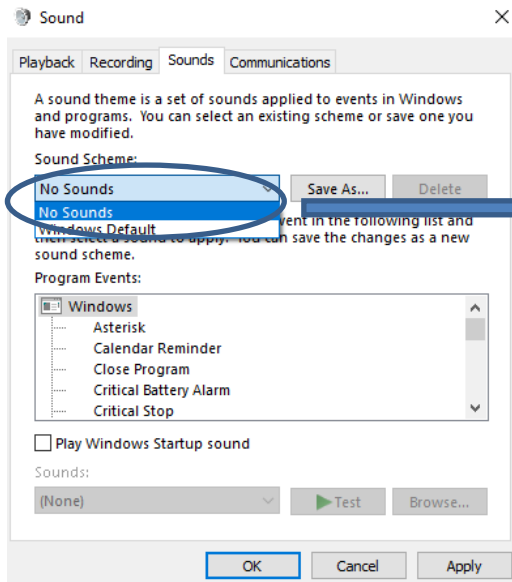 Sound
Playback Recording Sounds Communications
A sound theme is a set of sounds applied to events in Windows
and programs. You can select an existing scheme or save one you
have modified.
Sound Scheme:
No Sounds Save As... Delete
No Sounds
Windows Default
vent in the following list and
then select a sound to apply. You can save the changes as a new
sound scheme.
Program Events:
Windows
Asterisk
Calendar Reminder
Close Program
Critical Battery Alarm
Critical Stop
Play Windows Startup sound
Sounds:
(None) Test Browse...
OK Cancel Apply